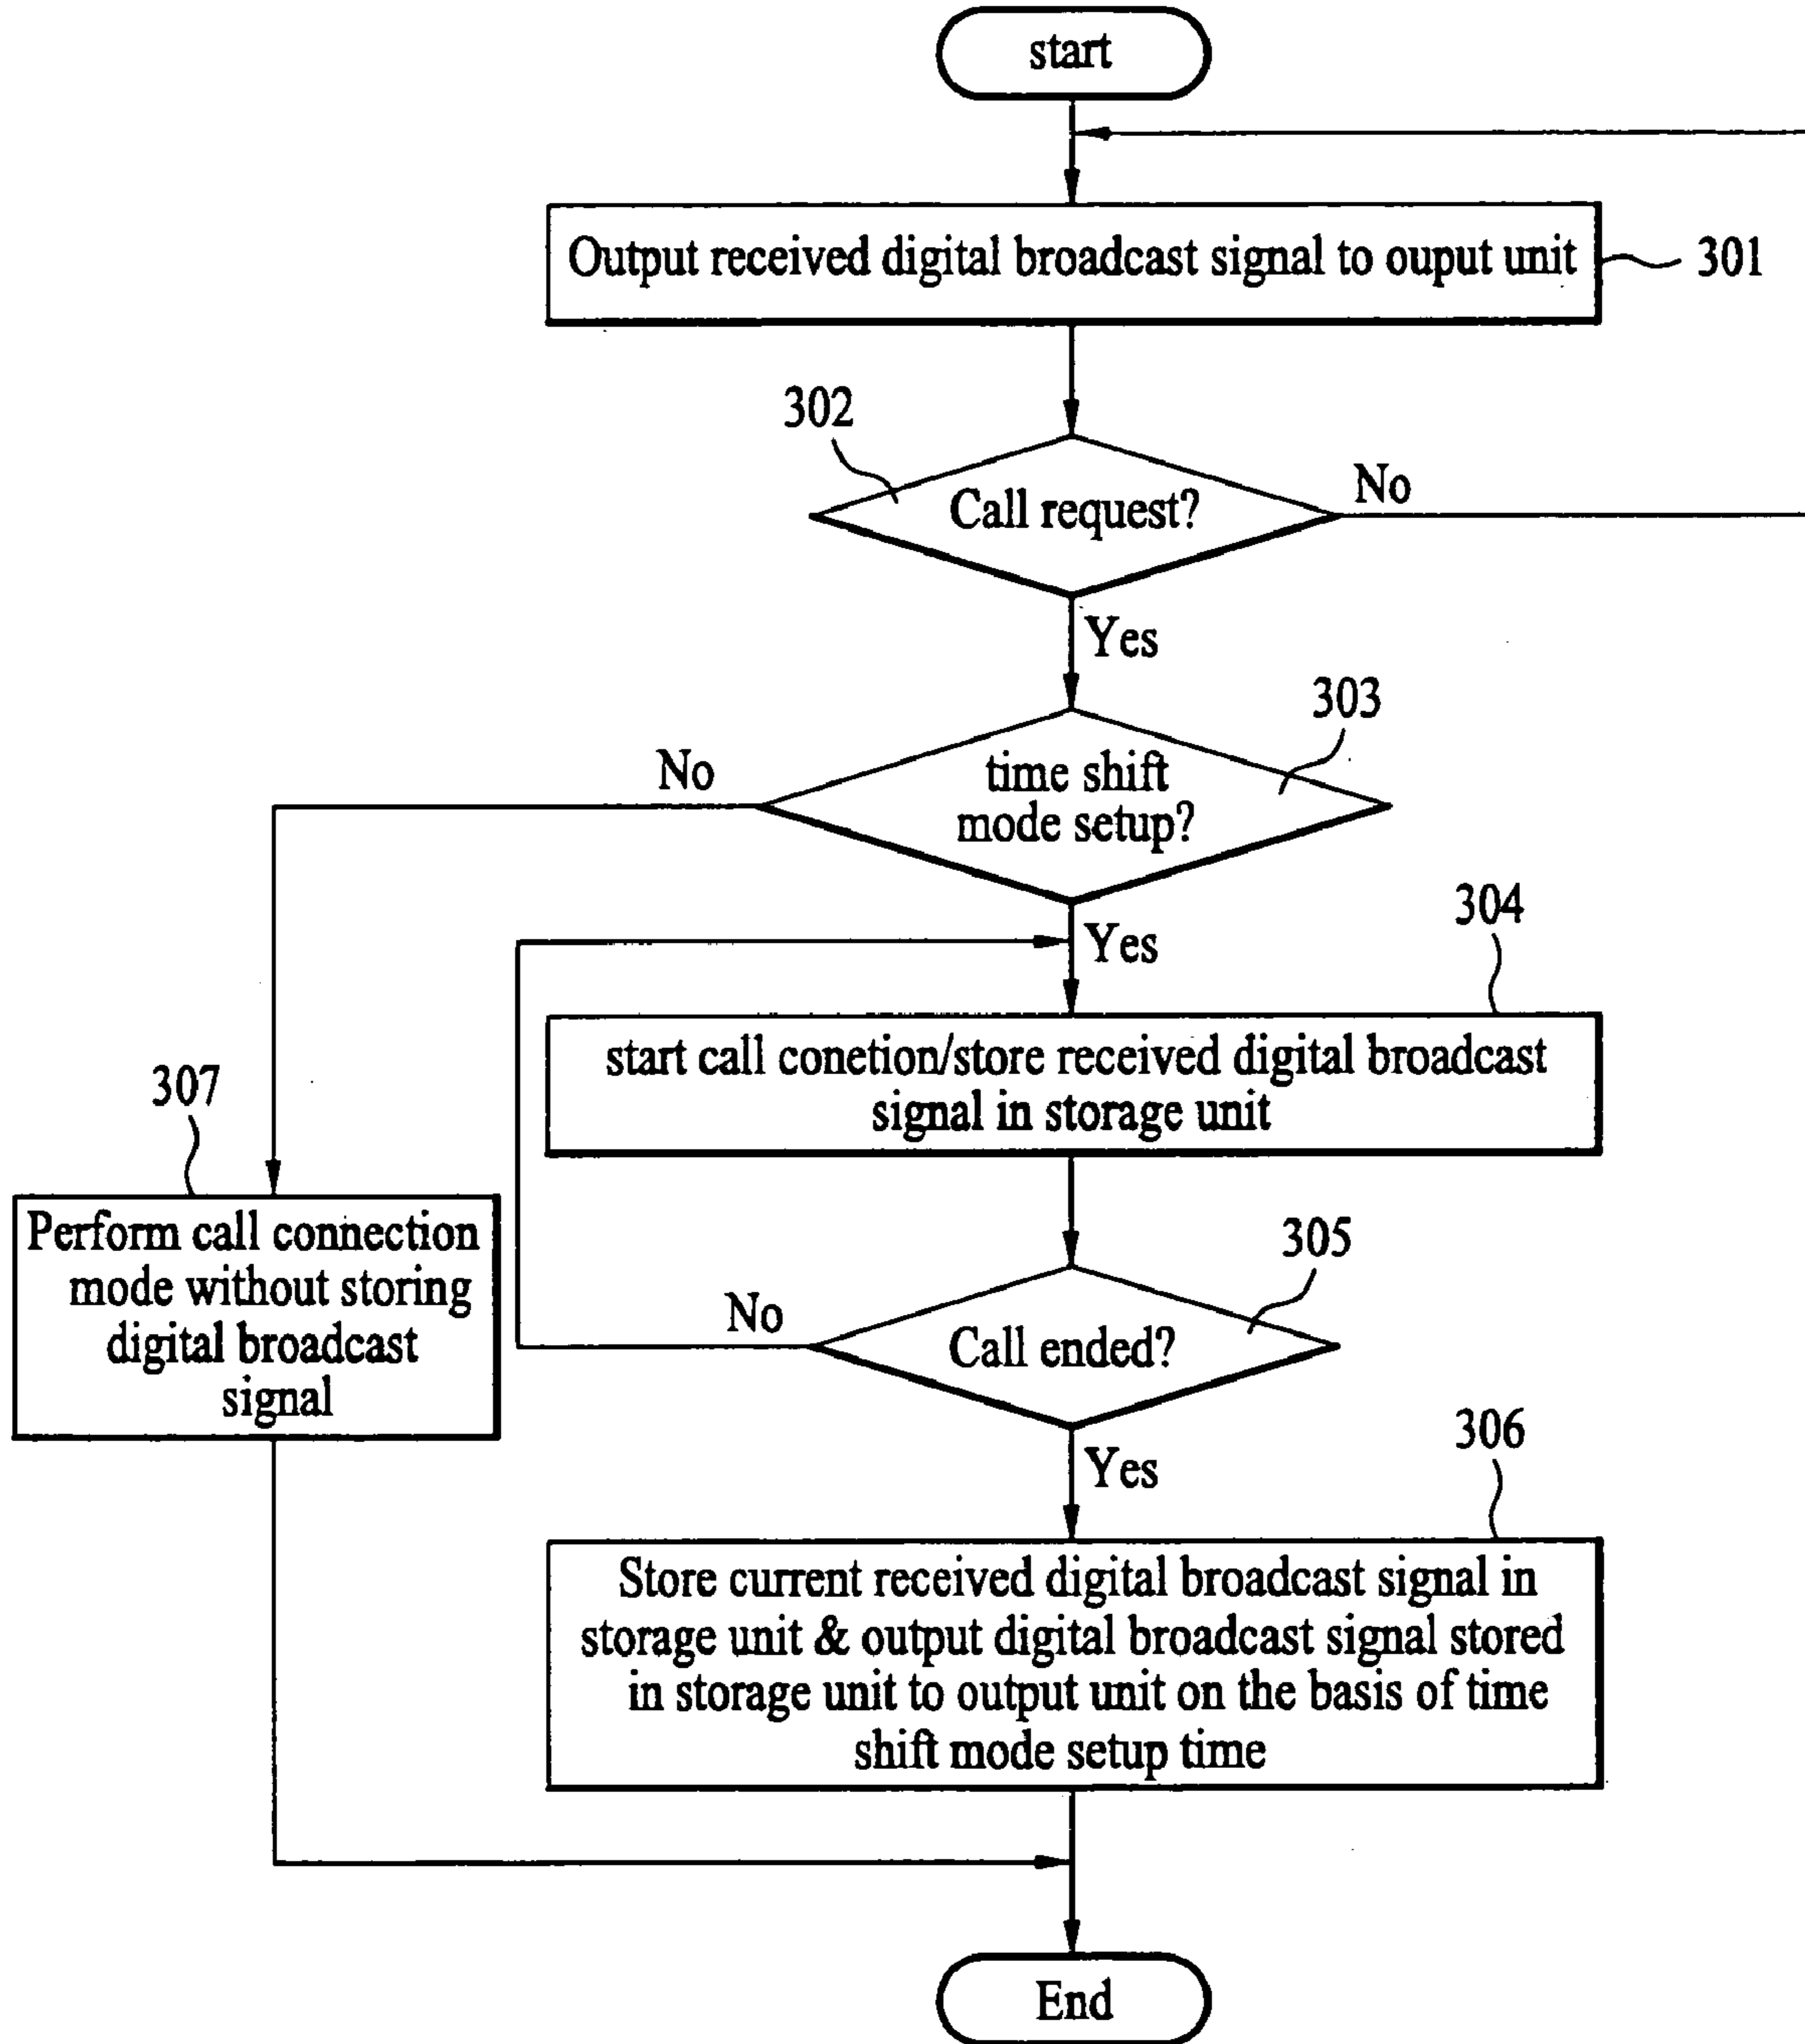 start
Output received digital broadcast signal to ouput unit
301
302
Call request?
No
Yes
303
time shift
mode setup?
No
Yes
304
start call conetion/store received digital broadcast
signal in storage unit
307
Perform call connection
mode without storing
digital broadcast
signal
305
Call ended?
No
Yes
306
Store current received digital broadcast signal in
storage unit & output digital broadcast signal stored
in storage unit to output unit on the basis of time
shift mode setup time
End